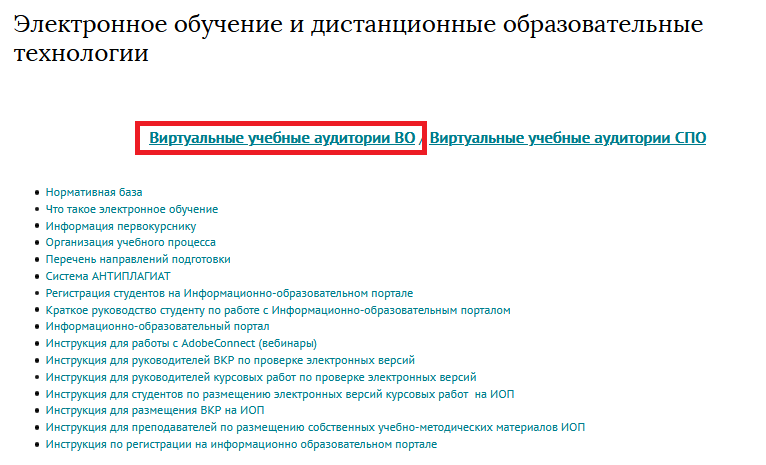 Электронное обучение и дистанционные образовательные
технологии
Виртуальные учебные аудитории ВО / Виртуальные учебные аудитории СПО
Нормативная база
Что такое электронное обучение
Информация первокурснику
Организация учебного процесса
Перечень направлений подготовки
Система АНТИПЛАГИАТ
Регистрация студентов на Информационно-образовательном портале
Краткое руководство студенту по работе с Информационно-образовательным порталом
Информационно-образовательный портал
Инструкция для работы с AdobeConnect (вебинары)
Инструкция для руководителей ВКР по проверке электронных версий
Инструкция для руководителей курсовых работ по проверке электронных версий
Инструкция для студентов по размещению электронных версий курсовых работ на ИОП
Инструкция для размещения ВКР на ИОП
Инструкция для преподавателей по размещению собственных учебно-методических материалов ИОП
Инструкция по регистрации на информационно образовательном портале